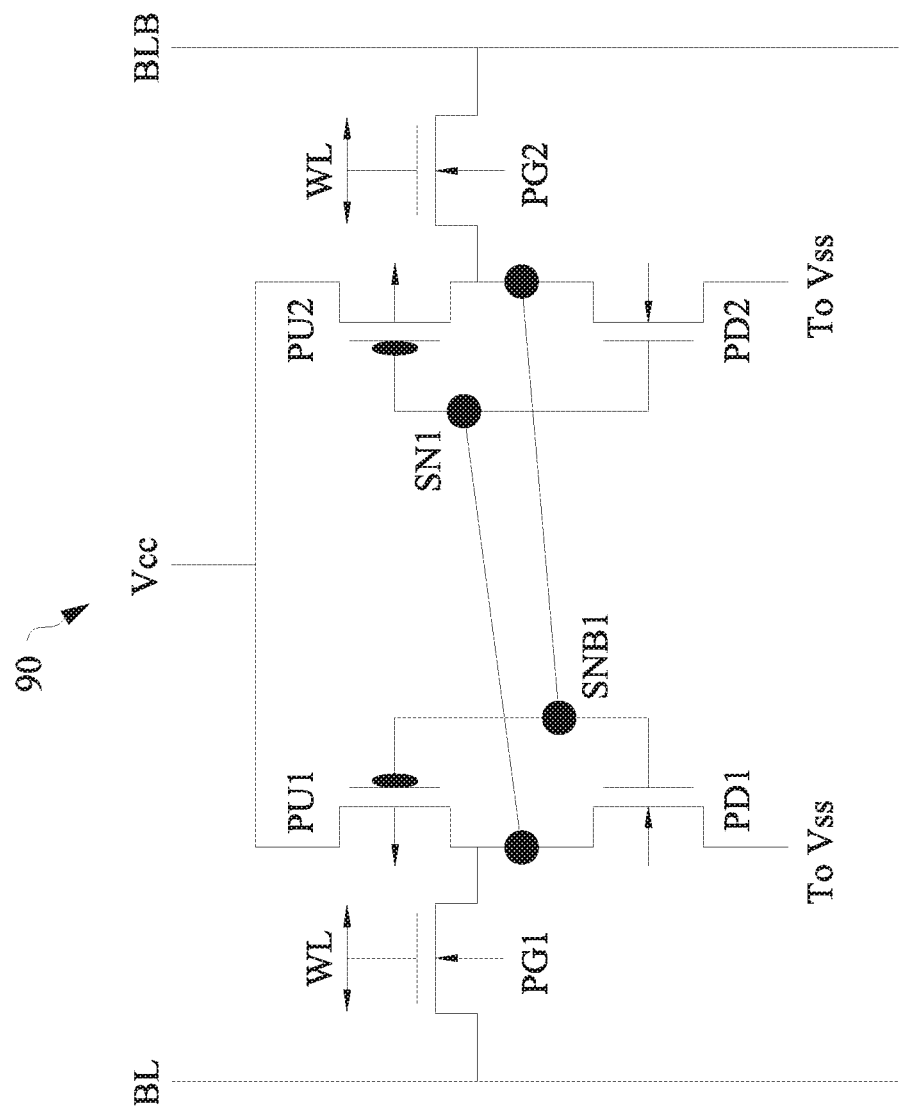 90
Vcc
BL
BLB
WL
WL
PU1
PU2
PG1
PG2
SN1
SNB1
PD1
PD2
To Vss
To Vss